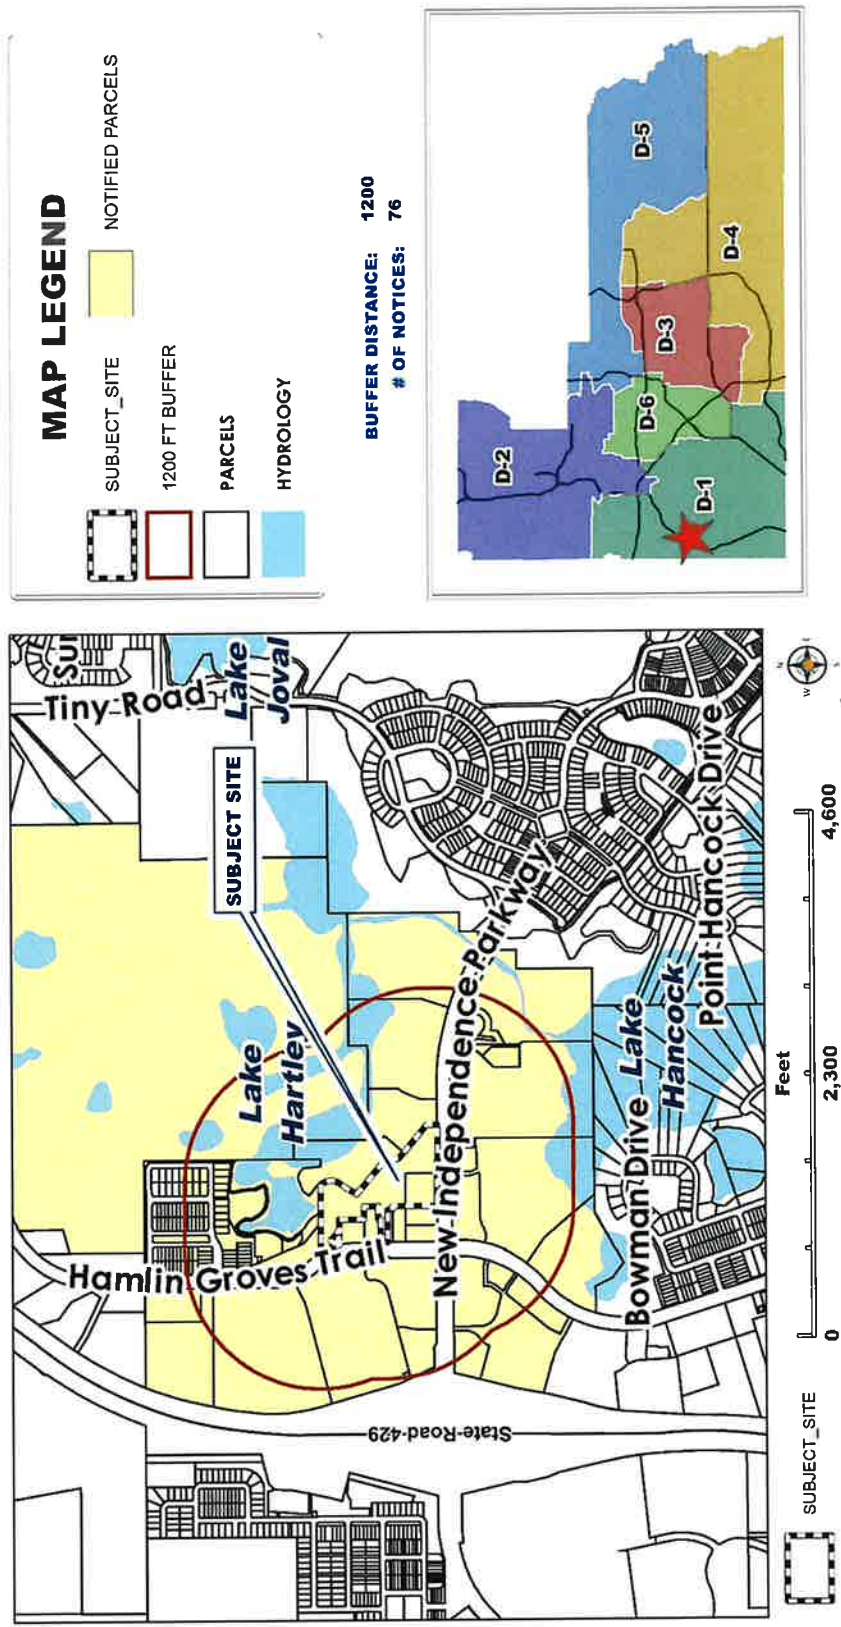 MAP LEGEND
SUBJECT_SITE
NOTIFIED PARCELS
1200 FT BUFFER
PARCELS
HYDROLOGY
BUFFER DISTANCE: 1200
# OF NOTICES: 76
D-2
D-5
D-6
D-3
D-4
D-1
Tiny Road
Lake
Joval
SUBJECT SITE
Lake
Hartley
Hamlin Groves Trail
New Independence Parkway
State Road 429
Bowman Drive
Lake
Hancock
Point Hancock Drive
Feet
0 2,300 4,600
N
W
SUBJECT_SITE